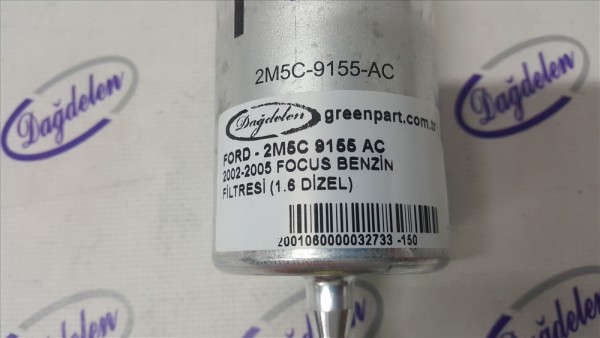 Dağdelen
Dağdelen
2M5C-9155-AC
Dağdelen greenpart.com.tr
FORD - 2M5C 9155 AC
2002-2005 FOCUS BENZİN
FİLTRESİ (1.6 DİZEL)
2001060000032733 -150
Dağdelen
Dağdelen
Dağdelen